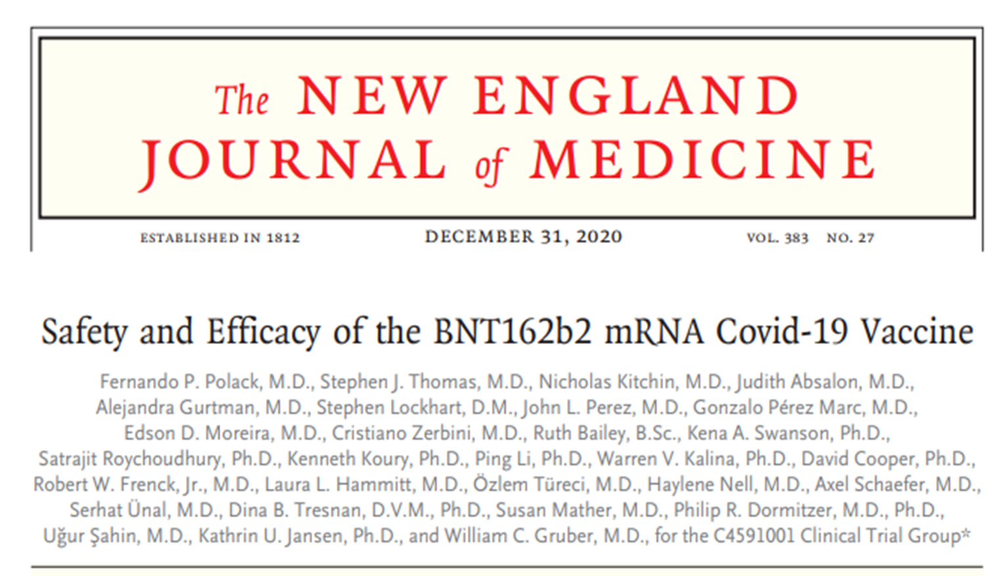 The NEW ENGLAND
JOURNAL of MEDICINE
ESTABLISHED IN 1812 DECEMBER 31, 2020 VOL. 383 NO. 27
Safety and Efficacy of the BNT162b2 mRNA Covid-19 Vaccine
Fernando P. Polack, M.D., Stephen J. Thomas, M.D., Nicholas Kitchin, M.D., Judith Absalon, M.D.,
Alejandra Gurtman, M.D., Stephen Lockhart, D.M., John L. Perez, M.D., Gonzalo Pérez Marc, M.D.,
Edson D. Moreira, M.D., Cristiano Zerbini, M.D., Ruth Bailey, B.Sc., Kena A. Swanson, Ph.D.,
Satrajit Roychoudhury, Ph.D., Kenneth Koury, Ph.D., Ping Li, Ph.D., Warren V. Kalina, Ph.D., David Cooper, Ph.D.,
Robert W. Frenck, Jr., M.D., Laura L. Hammitt, M.D., Özlem Türeci, M.D., Haylene Nell, M.D., Axel Schaefer, M.D.,
Serhat Ünal, M.D., Dina B. Tresnan, D.V.M., Ph.D., Susan Mather, M.D., Philip R. Dormitzer, M.D., Ph.D.,
Uğur Şahin, M.D., Kathrin U. Jansen, Ph.D., and William C. Gruber, M.D., for the C4591001 Clinical Trial Group*